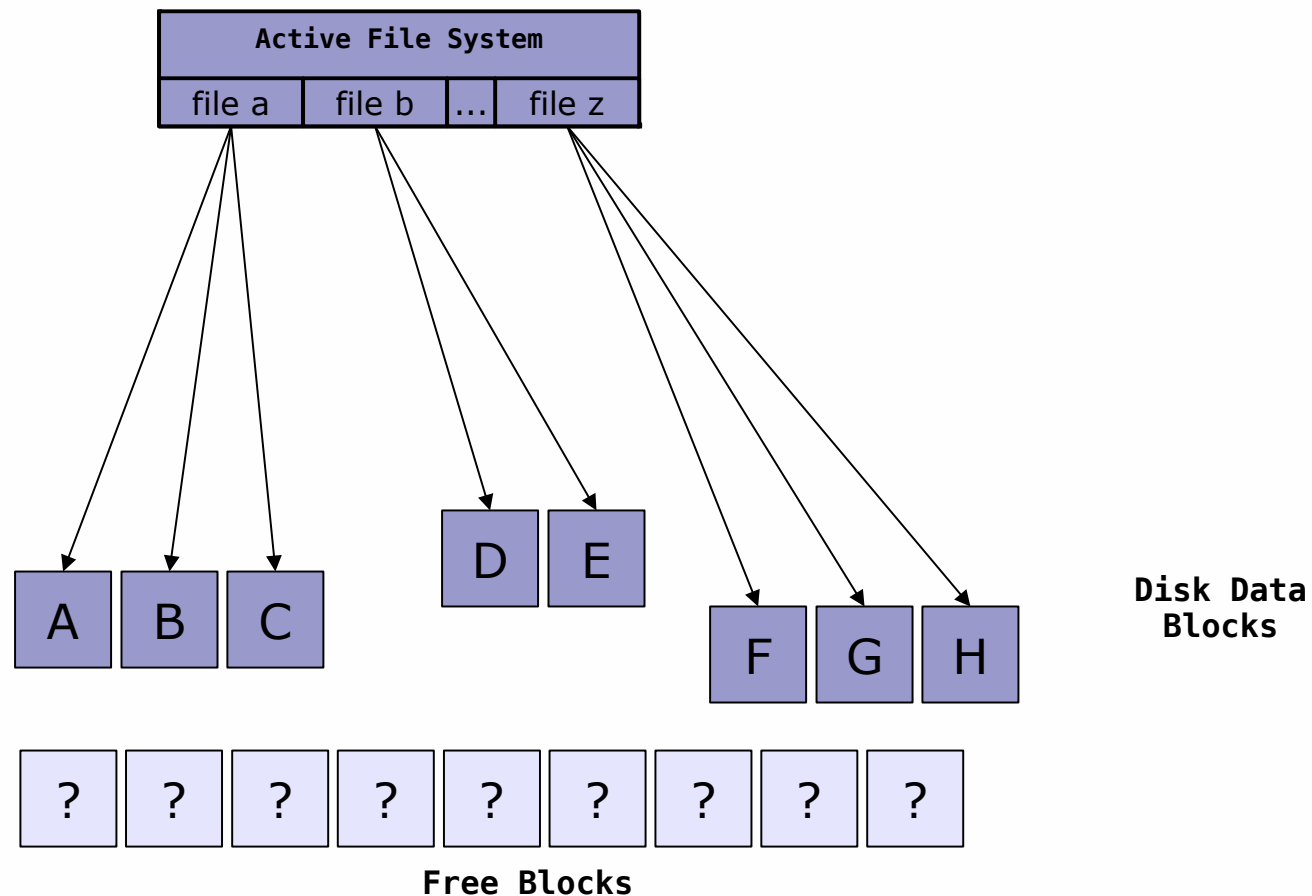 Active File System
file a file b ... file z
D E
A B C
F G H
Disk Data
Blocks
? ? ? ? ? ? ? ? ?
Free Blocks